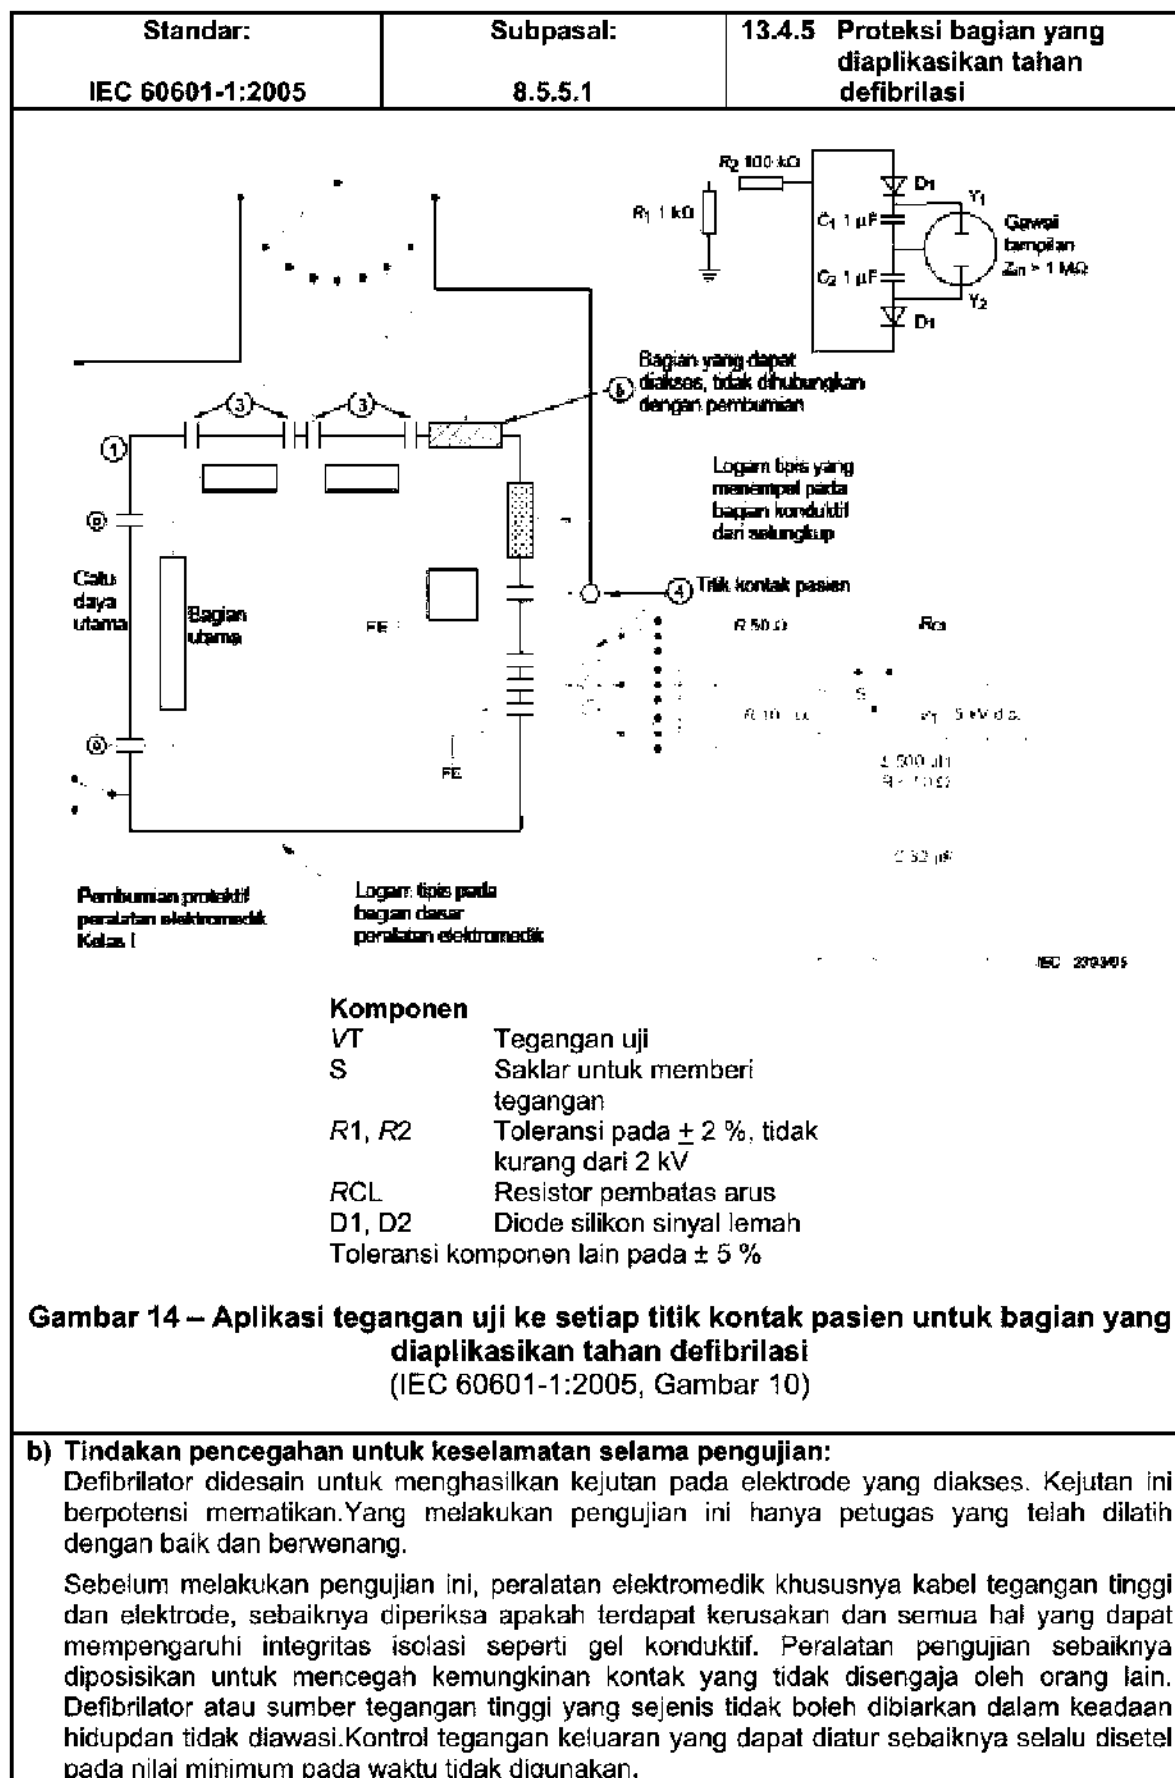 Standar:
IEC 60601-1:2005
Subpasal:
8.5.5.1
13.4.5 Proteksi bagian yang
diaplikasikan tahan
defibrilasi
R2 100 kΩ
D1
Y1
R1 1 kΩ
C1 1 µF
Gawai
tampilan
Zin > 1 MΩ
C2 1 µF
Y2
D1
Bagian yang dapat
5 diakses, tidak dihubungkan
dengan pembumian
3
3
1
Logam tipis yang
menempel pada
bagian konduktif
dari selungkup
4 Titik kontak pasien
Catu
daya
utama
Bagian
utama
FE
R 50 Ω
RCL
S
5 kV d.c.
FE
C 32 µF
Pembumian protektif
peralatan elektromedik
Kelas I
Logam tipis pada
bagian dasar
peralatan elektromedik
Komponen
VT Tegangan uji
S Saklar untuk memberi
tegangan
R1, R2 Toleransi pada ± 2 %, tidak
kurang dari 2 kV
RCL Resistor pembatas arus
D1, D2 Diode silikon sinyal lemah
Toleransi komponen lain pada ± 5 %
Gambar 14 – Aplikasi tegangan uji ke setiap titik kontak pasien untuk bagian yang
diaplikasikan tahan defibrilasi
(IEC 60601-1:2005, Gambar 10)
b) Tindakan pencegahan untuk keselamatan selama pengujian:
Defibrilator didesain untuk menghasilkan kejutan pada elektrode yang diakses. Kejutan ini
berpotensi mematikan.Yang melakukan pengujian ini hanya petugas yang telah dilatih
dengan baik dan berwenang.
Sebelum melakukan pengujian ini, peralatan elektromedik khususnya kabel tegangan tinggi
dan elektrode, sebaiknya diperiksa apakah terdapat kerusakan dan semua hal yang dapat
mempengaruhi integritas isolasi seperti gel konduktif. Peralatan pengujian sebaiknya
diposisikan untuk mencegah kemungkinan kontak yang tidak disengaja oleh orang lain.
Defibrilator atau sumber tegangan tinggi yang sejenis tidak boleh dibiarkan dalam keadaan
hidupdan tidak diawasi.Kontrol tegangan keluaran yang dapat diatur sebaiknya selalu disetel
pada nilai minimum pada waktu tidak digunakan.